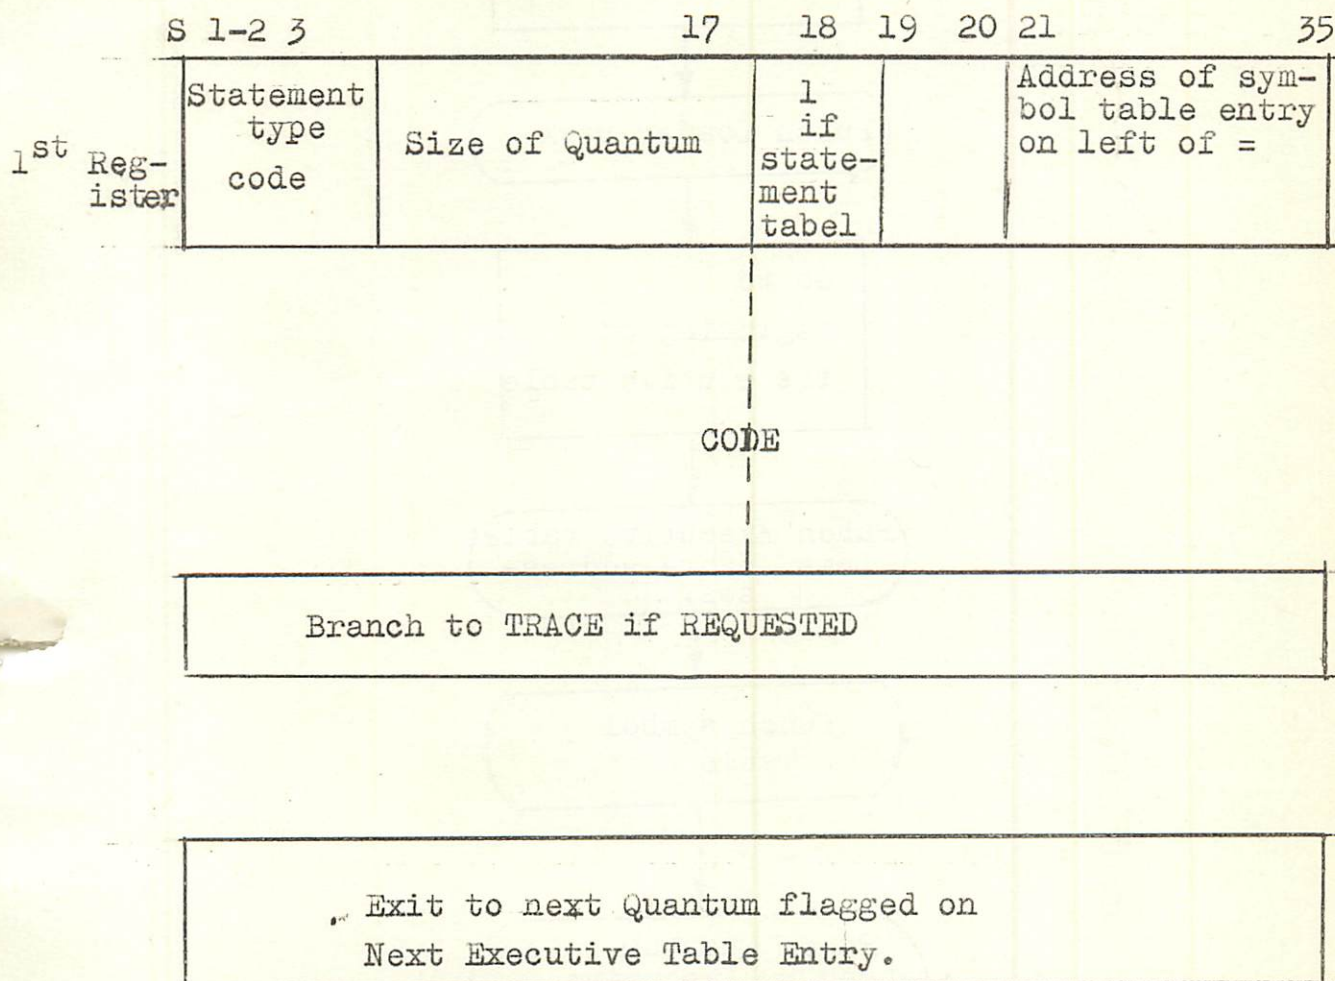 S 1-2 3 17 18 19 20 21 35
1st Reg-
ister
Statement
type
code
Size of Quantum
1
if
state-
ment
tabel
Address of sym-
bol table entry
on left of =
CODE
Branch to TRACE if REQUESTED
Exit to next Quantum flagged on
Next Executive Table Entry.